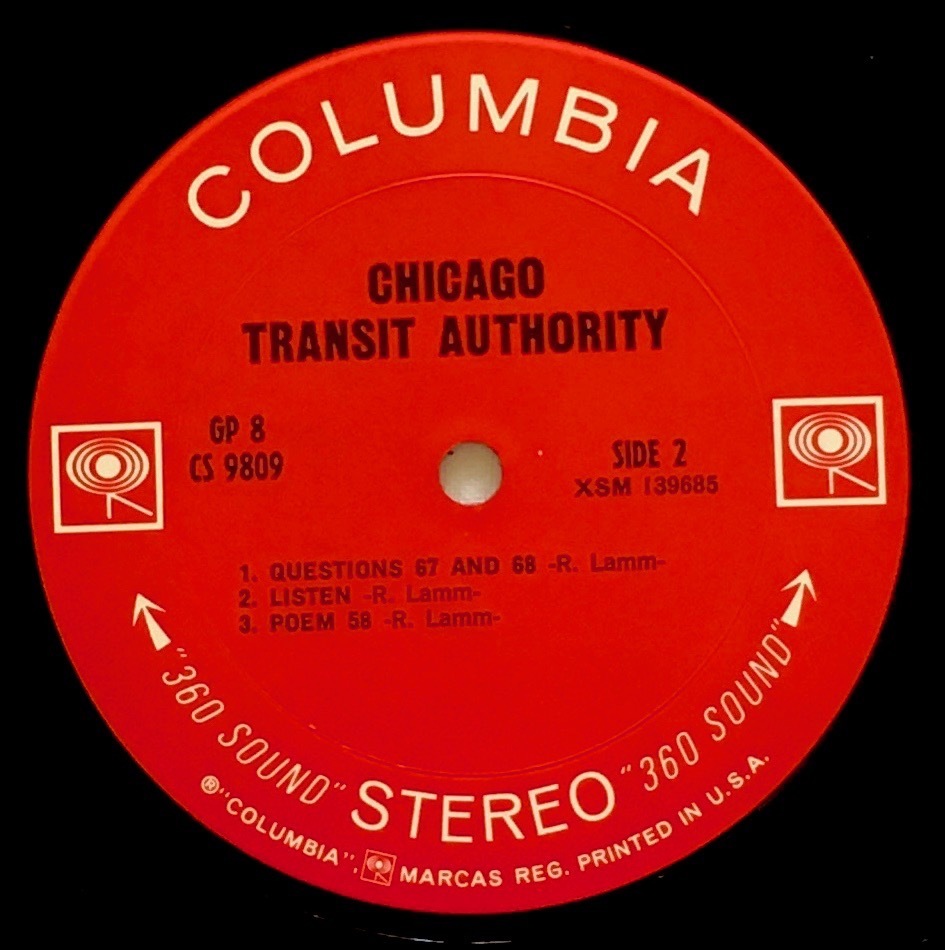 COLUMBIA
CHICAGO
TRANSIT AUTHORITY
GP 8
CS 9809
SIDE 2
XSM 139685
1. QUESTIONS 67 AND 68 -R. Lamm-
2. LISTEN -R. Lamm-
3. POEM 58 -R. Lamm-
"360 SOUND" STEREO "360 SOUND"
®"COLUMBIA", MARCAS REG. PRINTED IN U.S.A.